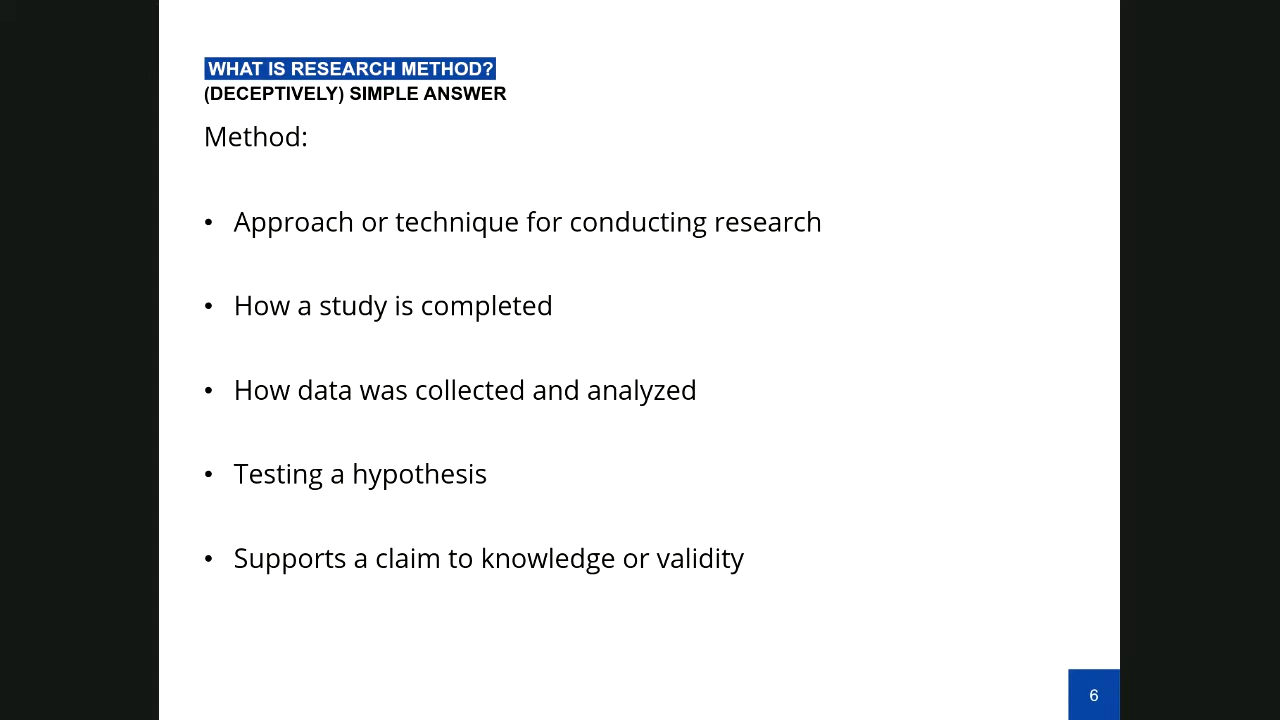 WHAT IS RESEARCH METHOD?
(DECEPTIVELY) SIMPLE ANSWER
Method:
• Approach or technique for conducting research
• How a study is completed
• How data was collected and analyzed
• Testing a hypothesis
• Supports a claim to knowledge or validity
6